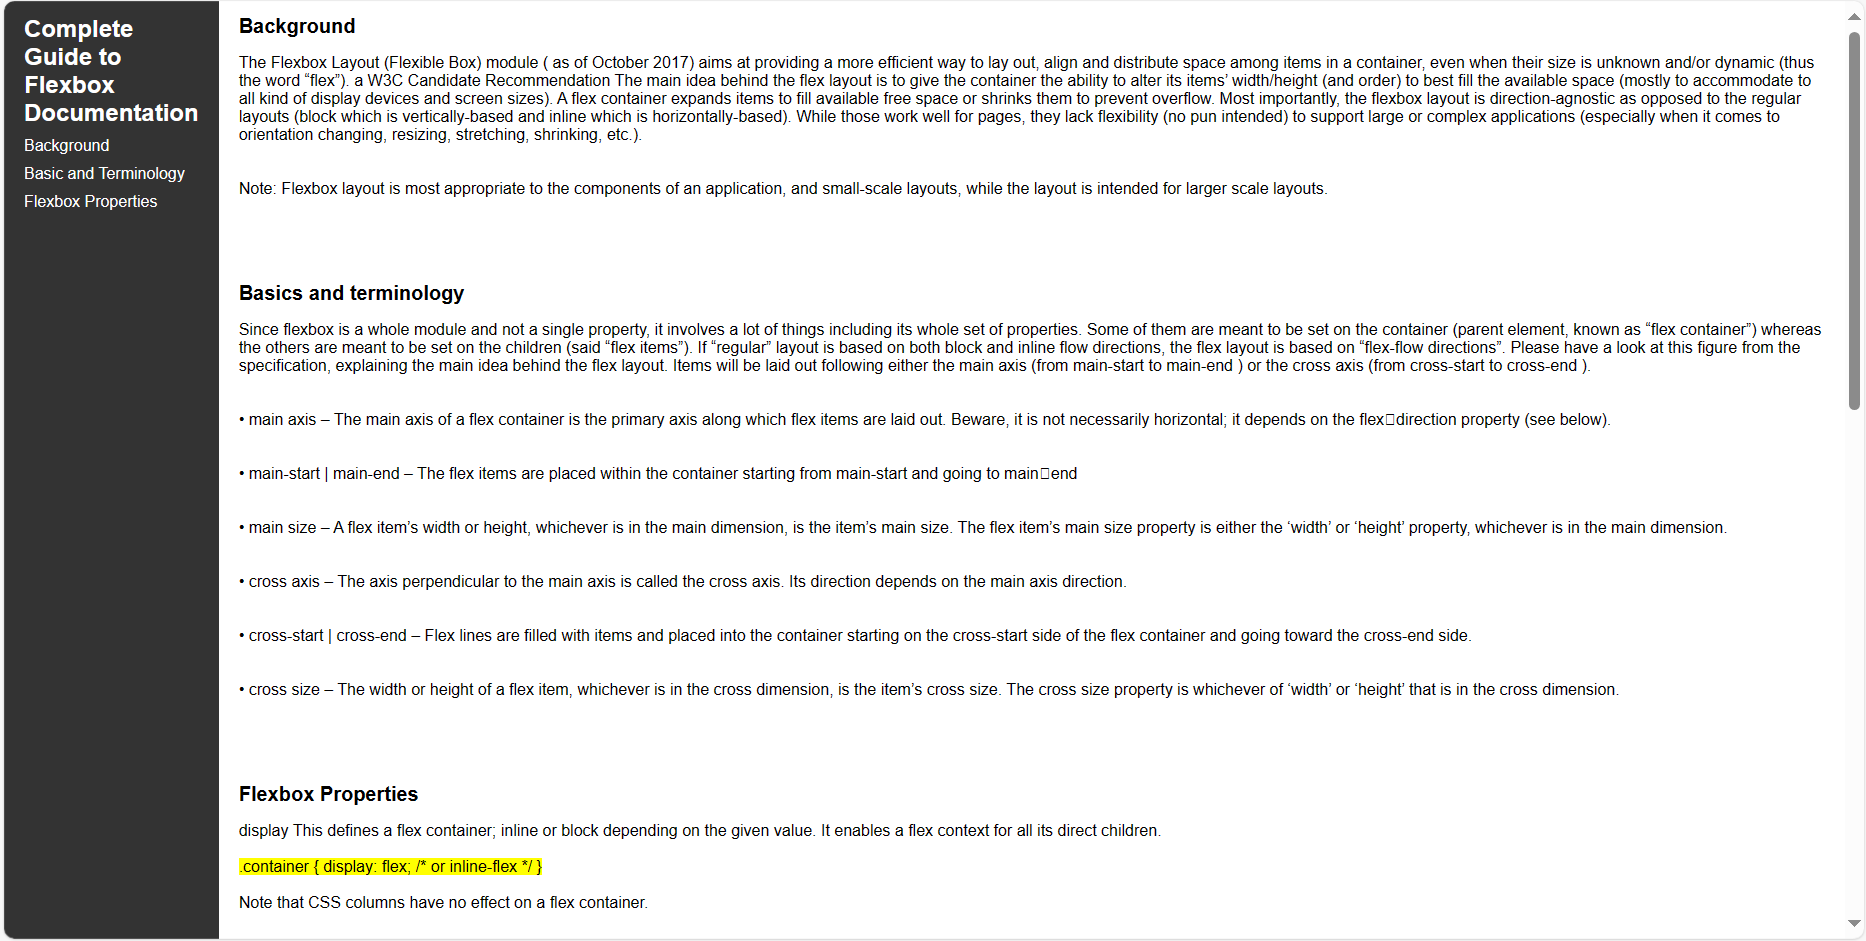 Complete
Guide to
Flexbox
Documentation
Background
Basic and Terminology
Flexbox Properties
Background
The Flexbox Layout (Flexible Box) module ( as of October 2017) aims at providing a more efficient way to lay out, align and distribute space among items in a container, even when their size is unknown and/or dynamic (thus
the word “flex”). a W3C Candidate Recommendation The main idea behind the flex layout is to give the container the ability to alter its items’ width/height (and order) to best fill the available space (mostly to accommodate to
all kind of display devices and screen sizes). A flex container expands items to fill available free space or shrinks them to prevent overflow. Most importantly, the flexbox layout is direction-agnostic as opposed to the regular
layouts (block which is vertically-based and inline which is horizontally-based). While those work well for pages, they lack flexibility (no pun intended) to support large or complex applications (especially when it comes to
orientation changing, resizing, stretching, shrinking, etc.).
Note: Flexbox layout is most appropriate to the components of an application, and small-scale layouts, while the layout is intended for larger scale layouts.
Basics and terminology
Since flexbox is a whole module and not a single property, it involves a lot of things including its whole set of properties. Some of them are meant to be set on the container (parent element, known as “flex container”) whereas
the others are meant to be set on the children (said “flex items”). If “regular” layout is based on both block and inline flow directions, the flex layout is based on “flex-flow directions”. Please have a look at this figure from the
specification, explaining the main idea behind the flex layout. Items will be laid out following either the main axis (from main-start to main-end ) or the cross axis (from cross-start to cross-end ).
• main axis – The main axis of a flex container is the primary axis along which flex items are laid out. Beware, it is not necessarily horizontal; it depends on the flex□direction property (see below).
• main-start | main-end – The flex items are placed within the container starting from main-start and going to main□end
• main size – A flex item’s width or height, whichever is in the main dimension, is the item’s main size. The flex item’s main size property is either the ‘width’ or ‘height’ property, whichever is in the main dimension.
• cross axis – The axis perpendicular to the main axis is called the cross axis. Its direction depends on the main axis direction.
• cross-start | cross-end – Flex lines are filled with items and placed into the container starting on the cross-start side of the flex container and going toward the cross-end side.
• cross size – The width or height of a flex item, whichever is in the cross dimension, is the item’s cross size. The cross size property is whichever of ‘width’ or ‘height’ that is in the cross dimension.
Flexbox Properties
display This defines a flex container; inline or block depending on the given value. It enables a flex context for all its direct children.
.container { display: flex; /* or inline-flex */ }
Note that CSS columns have no effect on a flex container.